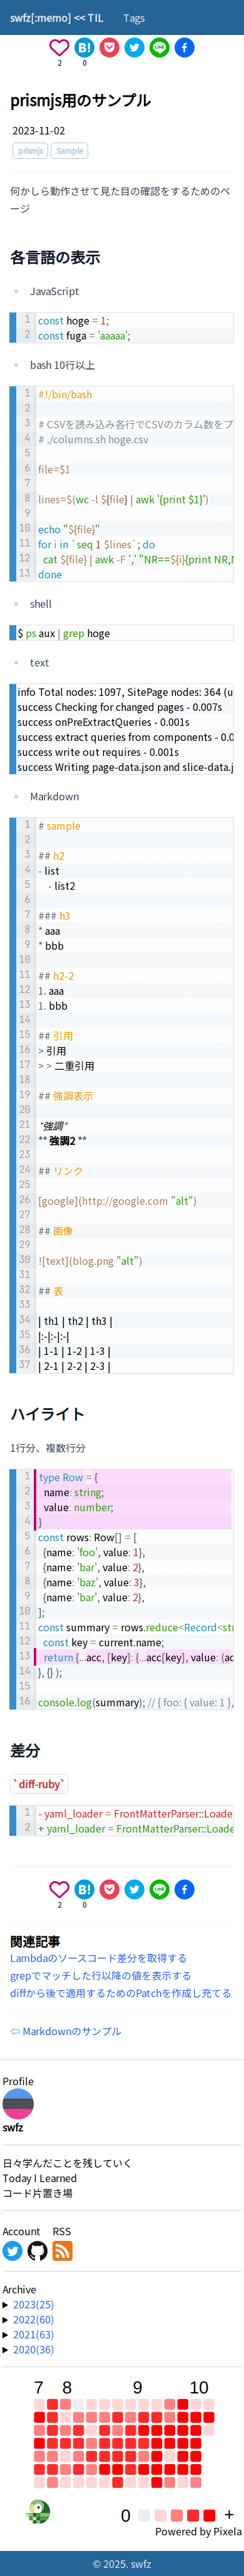 swfz[:memo] << TIL Tags
2 0
prismjs用のサンプル
2023-11-02
prismjs Sample
何かしら動作させて見た目の確認をするためのペ
ージ
各言語の表示
JavaScript
1 const hoge = 1;
2 const fuga = 'aaaaa';
bash 10行以上
1 #!/bin/bash
2
3 # CSVを読み込み各行でCSVのカラム数をプ
4 # ./columns.sh hoge.csv
5
6 file=$1
7
8 lines=$(wc -l ${file} | awk '{print $1}')
9
10 echo "${file}"
11 for i in `seq 1 $lines`; do
12 cat ${file} | awk -F ',' "NR==${i}{print NR,N
13 done
shell
$ ps aux | grep hoge
text
info Total nodes: 1097, SitePage nodes: 364 (u
success Checking for changed pages - 0.007s
success onPreExtractQueries - 0.001s
success extract queries from components - 0.0
success write out requires - 0.001s
success Writing page-data.json and slice-data.j
Markdown
1 # sample
2
3 ## h2
4 - list
5 - list2
6
7 ### h3
8 * aaa
9 * bbb
10
11 ## h2-2
12 1. aaa
13 1. bbb
14
15 ## 引用
16 > 引用
17 > > 二重引用
18
19 ## 強調表示
20
21 *強調*
22 ** 強調2 **
23
24 ## リンク
25
26 [google](http://google.com "alt")
27
28 ## 画像
29
30 ![text](blog.png "alt")
31
32 ## 表
33
34 | th1 | th2 | th3 |
35 |:-|:-|:-|
36 | 1-1 | 1-2 | 1-3 |
37 | 2-1 | 2-2 | 2-3 |
ハイライト
1行分、複数行分
1 type Row = {
2 name: string;
3 value: number;
4 }
5 const rows: Row[] = [
6 {name: 'foo', value: 1},
7 {name: 'bar', value: 2},
8 {name: 'baz', value: 3},
9 {name: 'bar', value: 2},
10 ];
11 const summary = rows.reduce<Record<str
12 const key = current.name;
13 return {...acc, [key]: {...acc[key], value: (ac
14 }, {} );
15
16 console.log(summary); // { foo: { value: 1 },
差分
`diff-ruby`
1 - yaml_loader = FrontMatterParser::Loade
2 + yaml_loader = FrontMatterParser::Loade
2 0
関連記事
Lambdaのソースコード差分を取得する
grepでマッチした行以降の値を表示する
diffから後で適用するためのPatchを作成し充てる
⇦ Markdownのサンプル
Profile
swfz
日々学んだことを残していく
Today I Learned
コード片置き場
Account RSS
Archive
▶ 2023(25)
▶ 2022(60)
▶ 2021(63)
▶ 2020(36)
7 8 9 10
0 +
Powered by Pixela
© 2025. swfz